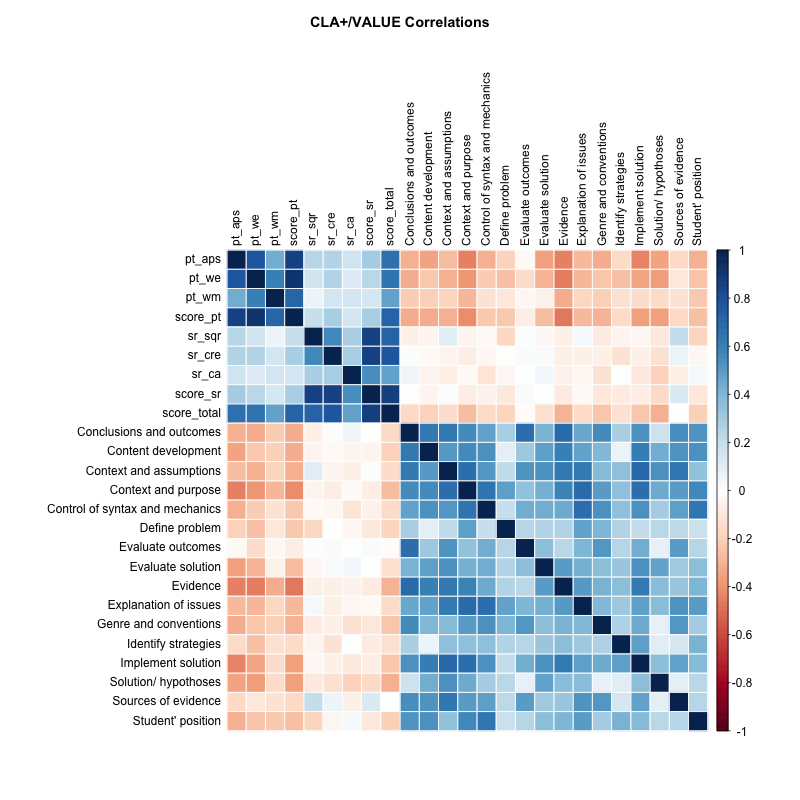 CLA+/VALUE Correlations
pt_aps
pt_we
pt_wm
score_pt
sr_sqr
sr_cre
sr_ca
score_sr
score_total
Conclusions and outcomes
Content development
Context and assumptions
Context and purpose
Control of syntax and mechanics
Define problem
Evaluate outcomes
Evaluate solution
Evidence
Explanation of issues
Genre and conventions
Identify strategies
Implement solution
Solution/ hypothoses
Sources of evidence
Student' position
pt_aps
pt_we
pt_wm
score_pt
sr_sqr
sr_cre
sr_ca
score_sr
score_total
Conclusions and outcomes
Content development
Context and assumptions
Context and purpose
Control of syntax and mechanics
Define problem
Evaluate outcomes
Evaluate solution
Evidence
Explanation of issues
Genre and conventions
Identify strategies
Implement solution
Solution/ hypothoses
Sources of evidence
Student' position
1
0.8
0.6
0.4
0.2
0
-0.2
-0.4
-0.6
-0.8
-1